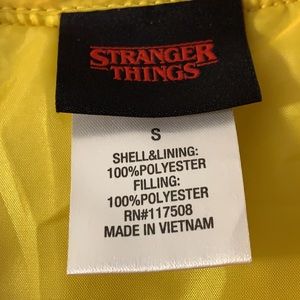 STRANGER
THINGS
S
SHELL&LINING:
100%POLYESTER
FILLING:
100%POLYESTER
RN#117508
MADE IN VIETNAM